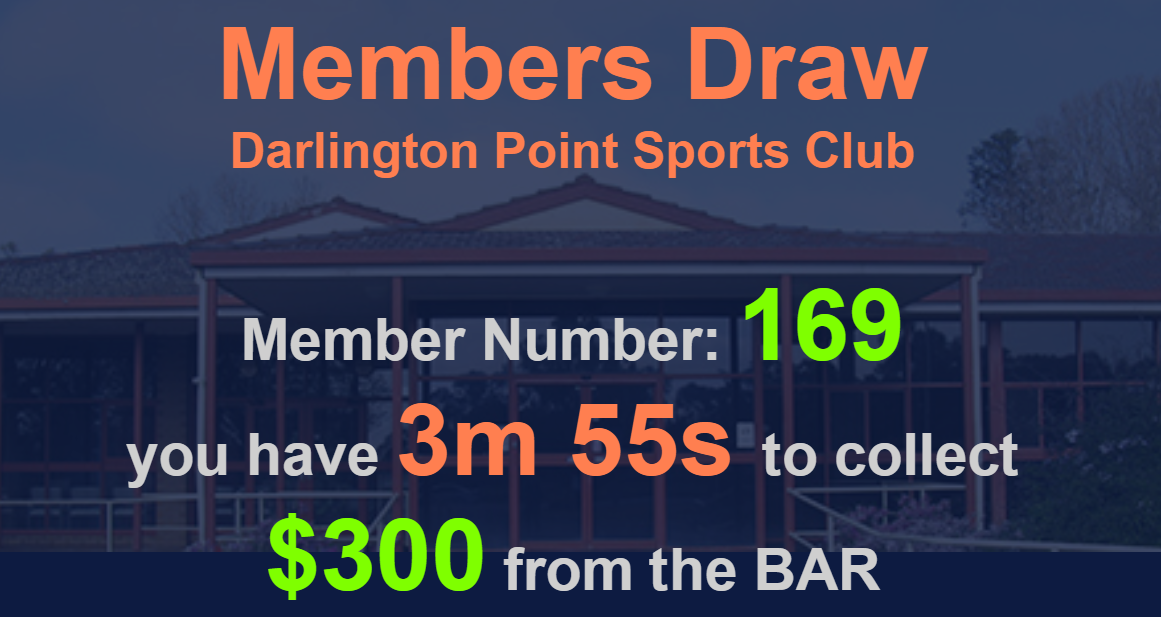 Members Draw
Darlington Point Sports Club
Member Number: 169
you have 3m 55s to collect
$300 from the BAR